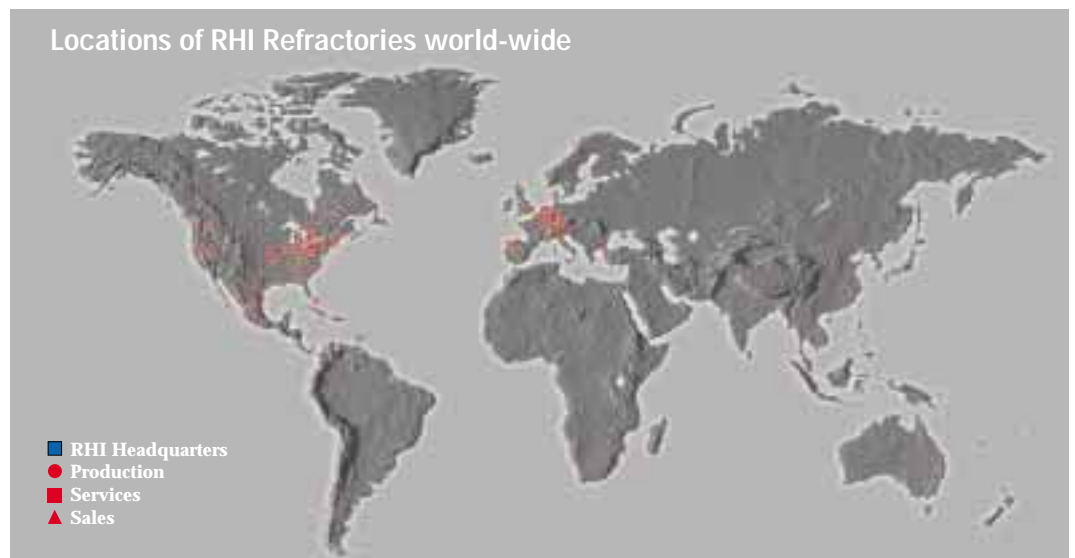 Locations of RHI Refractories world-wide
RHI Headquarters
Production
Services
Sales